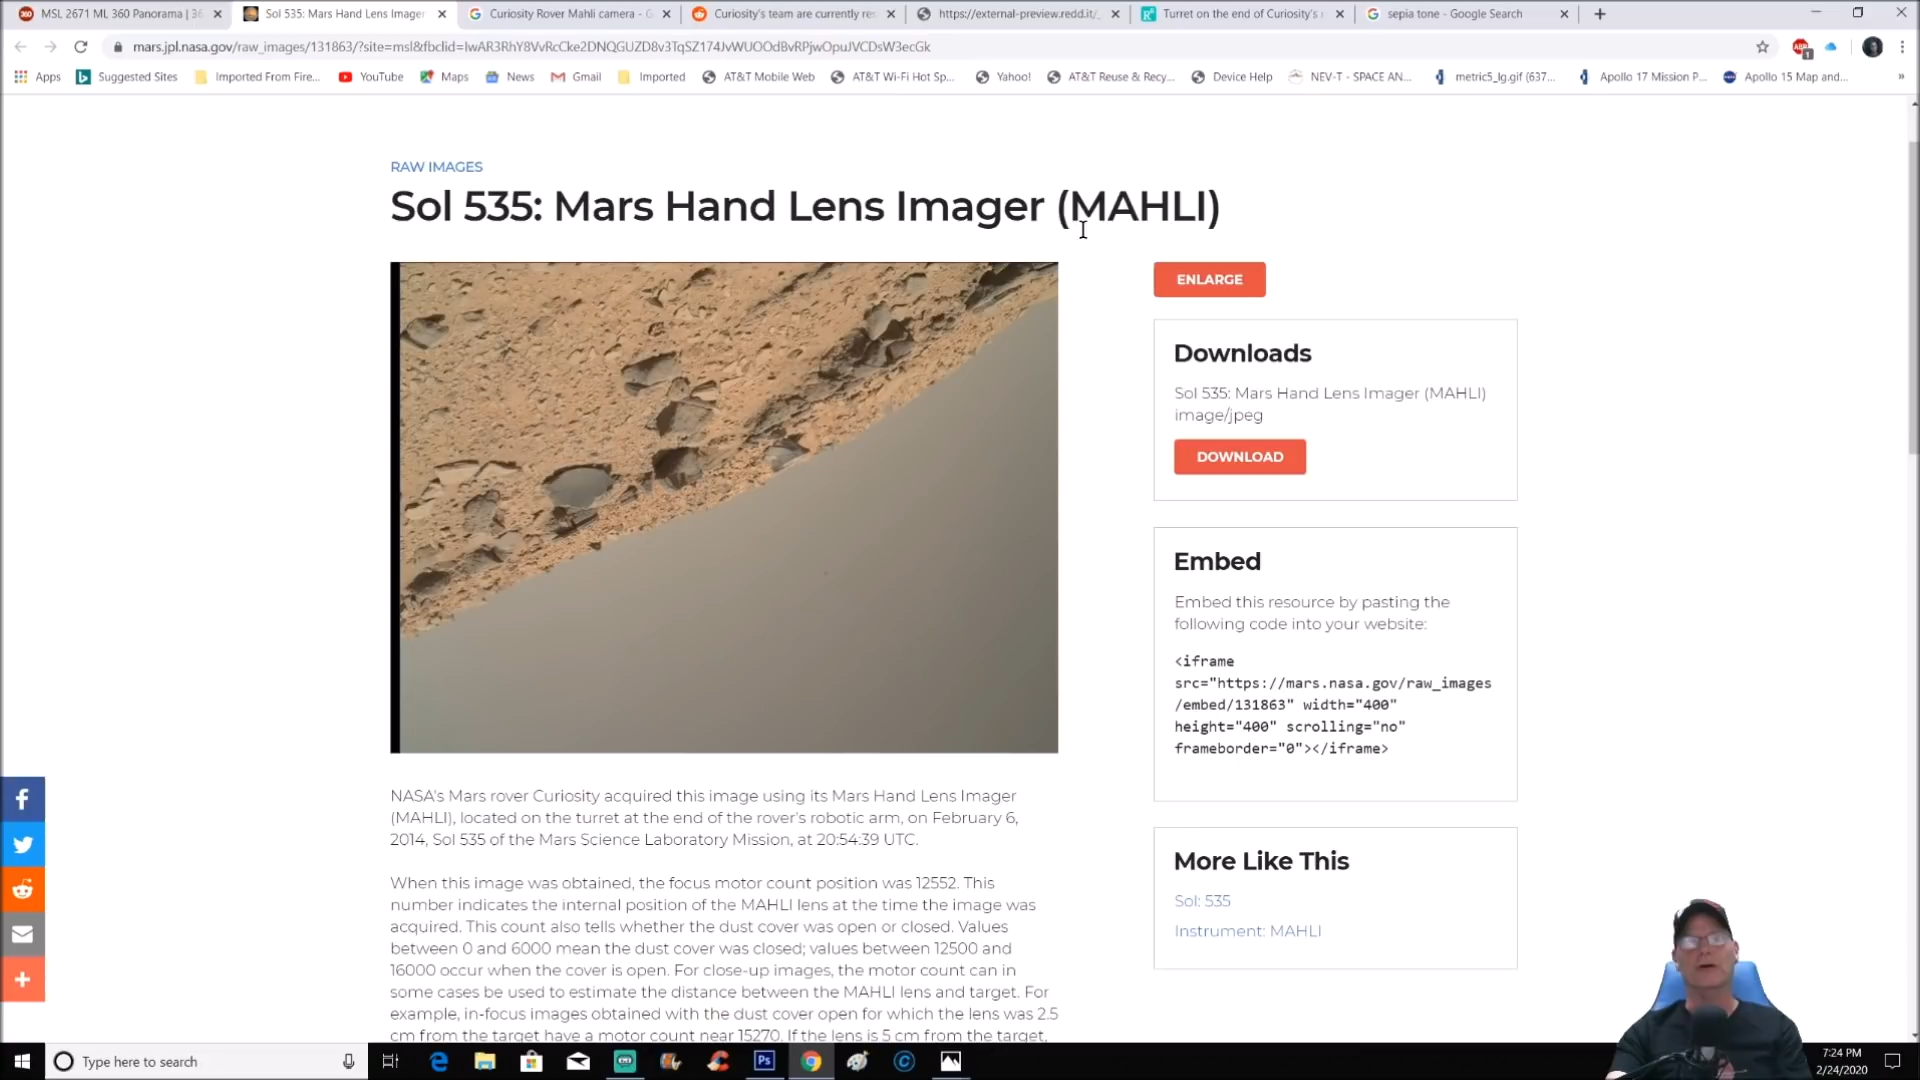 MSL 2671 ML 360 Panorama | 36
Sol 535: Mars Hand Lens Imager
Curiosity Rover Mahli camera - G
Curiosity's team are currently re
https://external-preview.redd.it/
Turret on the end of Curiosity's r
sepia tone - Google Search
mars.jpl.nasa.gov/raw_images/131863/?site=msl&fbclid=IwAR3RhY8VvRcCke2DNQGUZD8v3TqSZ174JvWUOOdBvRPjwOpuJVCDsW3ecGk
Apps
Suggested Sites
Imported From Fire...
YouTube
Maps
News
Gmail
Imported
AT&T Mobile Web
AT&T Wi-Fi Hot Sp...
Yahoo!
AT&T Reuse & Recy...
Device Help
NEV-T - SPACE AN...
metric5_lg.gif (637...
Apollo 17 Mission P...
Apollo 15 Map and...
RAW IMAGES
Sol 535: Mars Hand Lens Imager (MAHLI)
ENLARGE
Downloads
Sol 535: Mars Hand Lens Imager (MAHLI)
image/jpeg
DOWNLOAD
Embed
Embed this resource by pasting the
following code into your website:
<iframe
src="https://mars.nasa.gov/raw_images
/embed/131863" width="400"
height="400" scrolling="no"
frameborder="0"></iframe>
NASA's Mars rover Curiosity acquired this image using its Mars Hand Lens Imager
(MAHLI), located on the turret at the end of the rover's robotic arm, on February 6,
2014, Sol 535 of the Mars Science Laboratory Mission, at 20:54:39 UTC.
When this image was obtained, the focus motor count position was 12552. This
number indicates the internal position of the MAHLI lens at the time the image was
acquired. This count also tells whether the dust cover was open or closed. Values
between 0 and 6000 mean the dust cover was closed; values between 12500 and
16000 occur when the cover is open. For close-up images, the motor count can in
some cases be used to estimate the distance between the MAHLI lens and target. For
example, in-focus images obtained with the dust cover open for which the lens was 2.5
cm from the target have a motor count near 15270. If the lens is 5 cm from the target,
More Like This
Sol: 535
Instrument: MAHLI
Type here to search
7:24 PM
2/24/2020